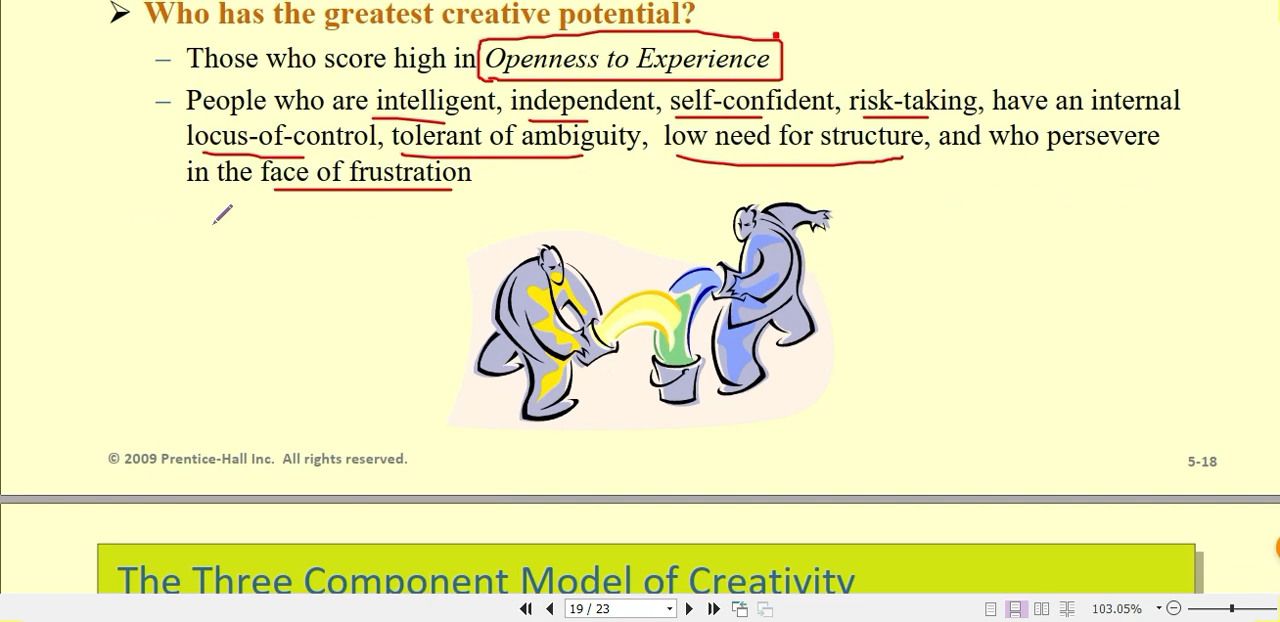 ➢ Who has the greatest creative potential?
– Those who score high in Openness to Experience
– People who are intelligent, independent, self-confident, risk-taking, have an internal
locus-of-control, tolerant of ambiguity, low need for structure, and who persevere
in the face of frustration
© 2009 Prentice-Hall Inc. All rights reserved.
5-18
The Three Component Model of Creativity
19 / 23
103.05%